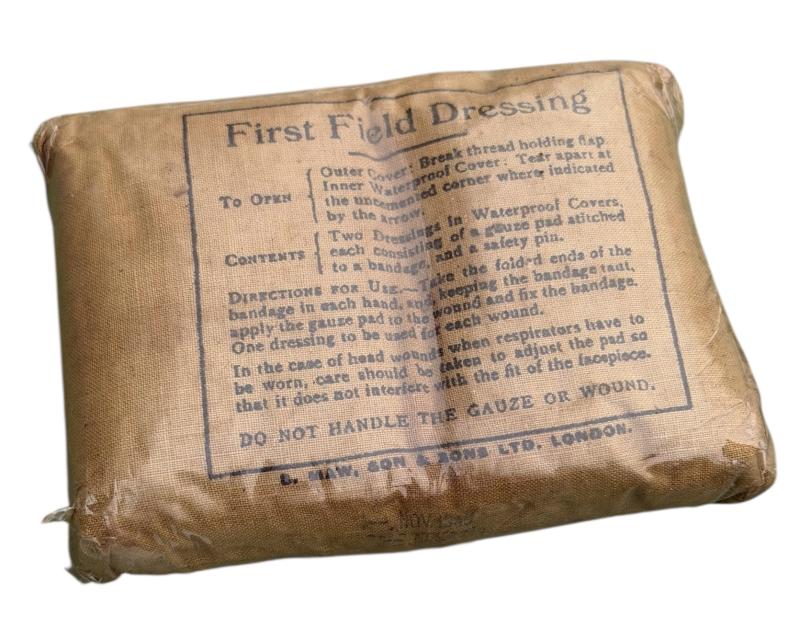 First Field Dressing
Outer Cover: Break thread holding flap
Inner Waterproof Cover: Tear apart at
TO OPEN { the uncemented corner where indicated
by the arrow.
Two Dressings in Waterproof Covers,
CONTENTS { each consisting of a gauze pad stitched
to a bandage, and a safety pin.
DIRECTIONS FOR USE.—Take the fold-d ends of the
bandage in each hand, and, keeping the bandage taut,
apply the gauze pad to the wound and fix the bandage.
One dressing to be used for each wound.
In the case of head wounds when respirators have to
be worn, care should be taken to adjust the pad so
that it does not interfere with the fit of the facepiece.
DO NOT HANDLE THE GAUZE OR WOUND.
S. MAW, SON & SONS LTD. LONDON.
NOV.